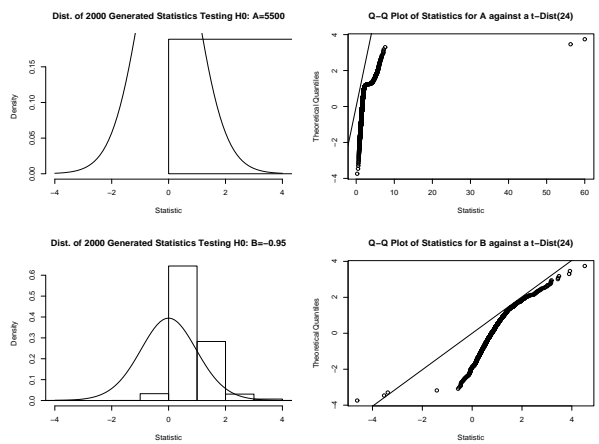 Dist. of 2000 Generated Statistics Testing H0: A=5500
Density
0.00 0.05 0.10 0.15
−4 −2 0 2 4
Statistic
Q−Q Plot of Statistics for A against a t−Dist(24)
Theoretical Quantiles
−4 −2 0 2 4
0 10 20 30 40 50 60
Statistic
Dist. of 2000 Generated Statistics Testing H0: B=−0.95
Density
0.0 0.1 0.2 0.3 0.4 0.5 0.6
−4 −2 0 2 4
Statistic
Q−Q Plot of Statistics for B against a t−Dist(24)
Theoretical Quantiles
−4 −2 0 2 4
−4 −2 0 2 4
Statistic